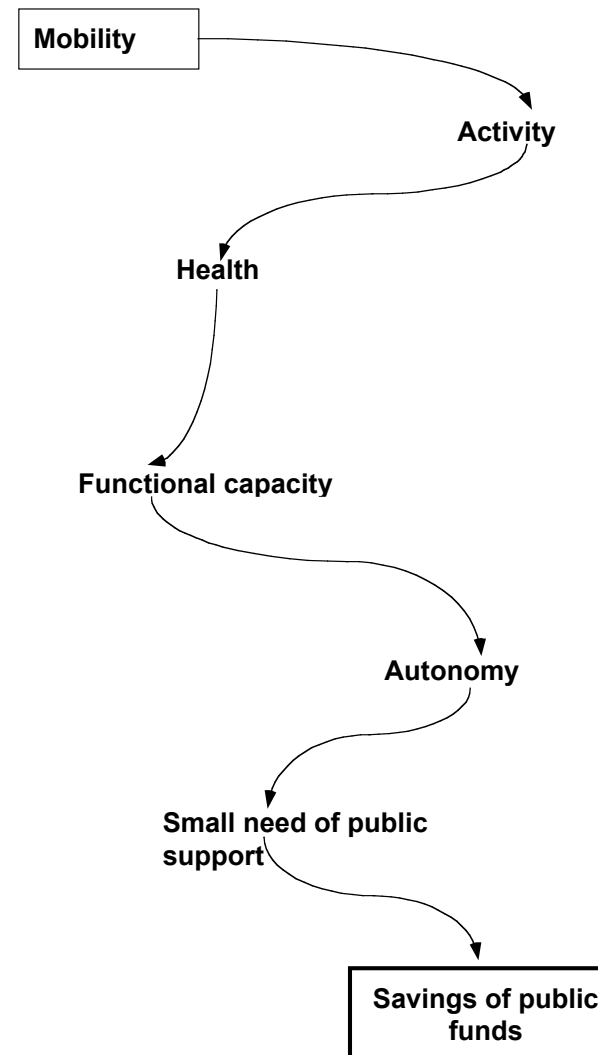 Mobility
Activity
Health
Functional capacity
Autonomy
Small need of public
support
Savings of public
funds